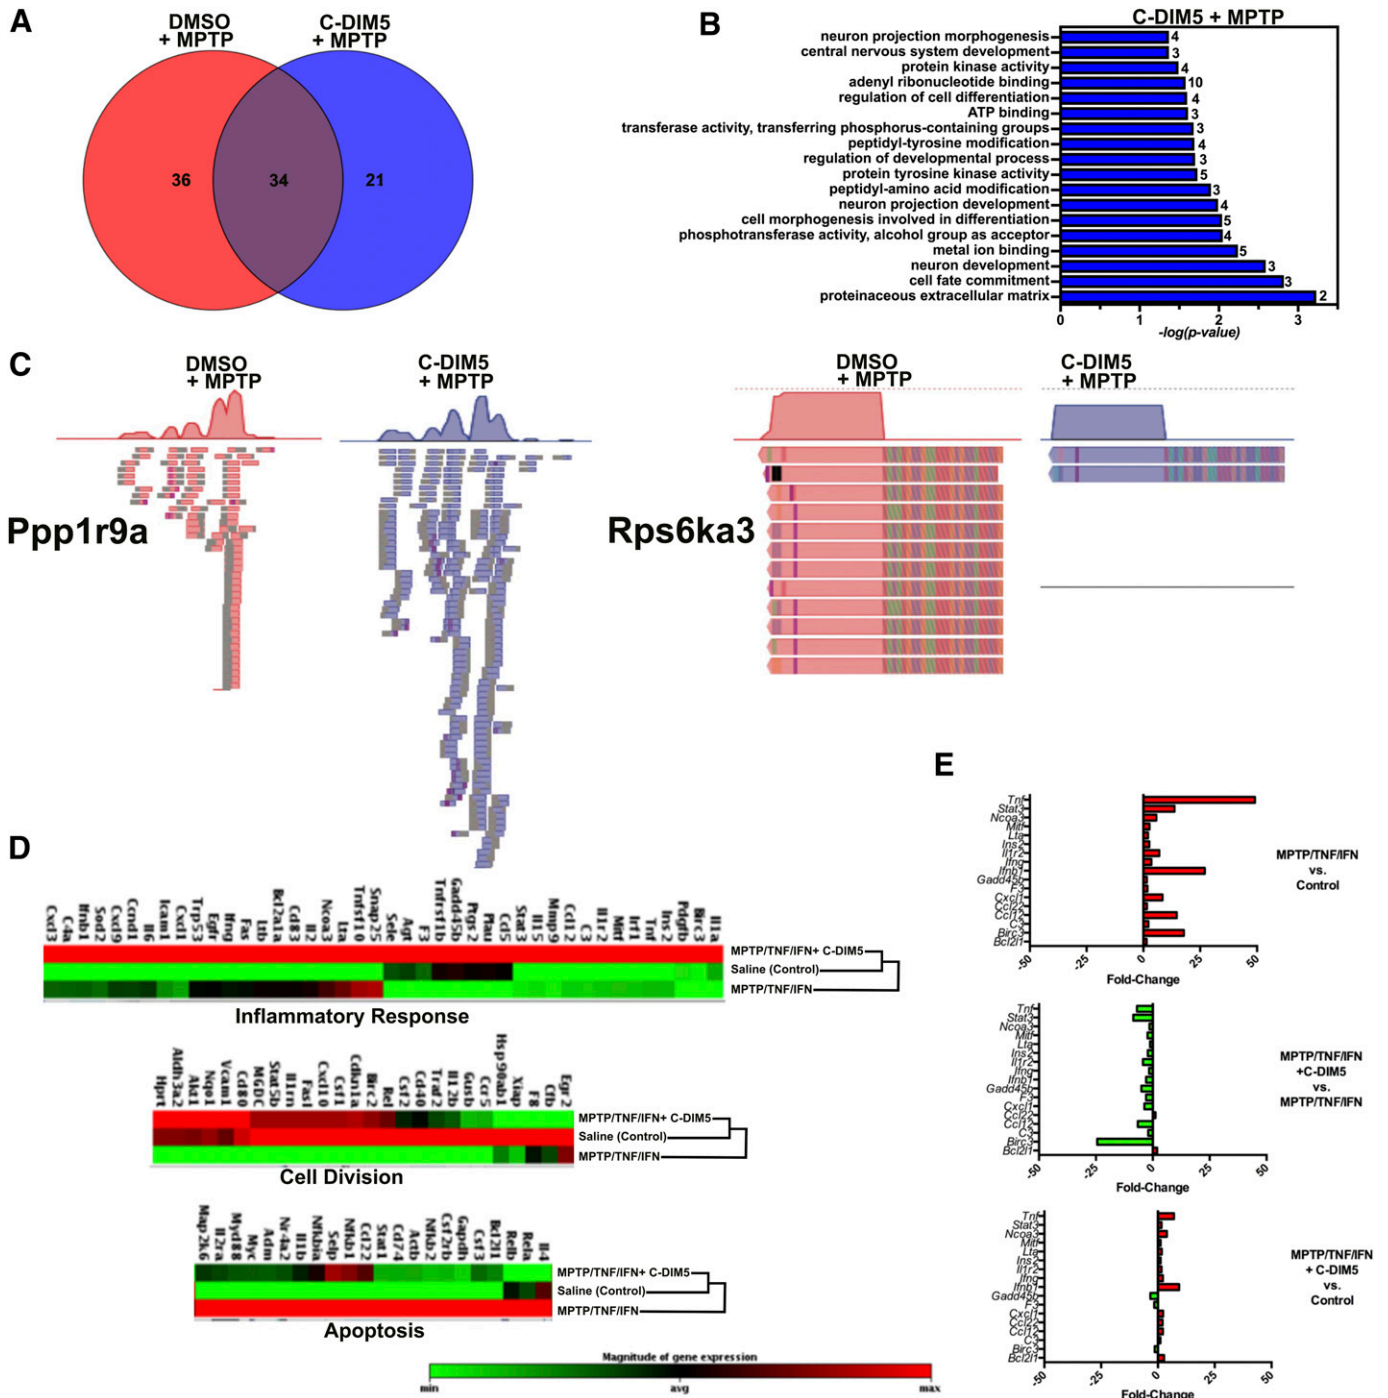 A
DMSO
+ MPTP
C-DIM5
+ MPTP
36
34
21
B
C-DIM5 + MPTP
neuron projection morphogenesis 4
central nervous system development 3
protein kinase activity 4
adenyl ribonucleotide binding 10
regulation of cell differentiation 4
ATP binding 3
transferase activity, transferring phosphorus-containing groups 3
peptidyl-tyrosine modification 4
regulation of developmental process 3
protein tyrosine kinase activity 5
peptidyl-amino acid modification 3
neuron projection development 4
cell morphogenesis involved in differentiation 5
phosphotransferase activity, alcohol group as acceptor 4
metal ion binding 5
neuron development 3
cell fate commitment 3
proteinaceous extracellular matrix 2
0 1 2 3
-log(p-value)
C
DMSO
+ MPTP
C-DIM5
+ MPTP
Ppp1r9a
DMSO
+ MPTP
C-DIM5
+ MPTP
Rps6ka3
D
Cxcl3 C4a Ifnb1 Sod2 Cxcl9 Ccnd1 Il6 Icam1 Cxcl1 Trp53 Egfr Ifng Fas Ltb Bcl2a1a Cd83 Il2 Ncoa3 Lta Tnfsf10 Snap25 Sele Agt F3 Tnfrsf1b Gadd45b Ptgs2 Plau Ccl5 Stat3 Il15 Mmp9 Ccl12 C3 Il1r2 Mitf Irf1 Tnf Ins2 Pdgfb Birc3 Il1a
MPTP/TNF/IFN+ C-DIM5
Saline (Control)
MPTP/TNF/IFN
Inflammatory Response
Hprt Aldh3a2 Akt1 Nqo1 Vcam1 Cd80 MGDC Stat5b Il1rn Fasl Cxcl10 Csf1 Cdkn1a Birc2 Rel Csf2 Cd40 Traf2 Il12b Gusb Ccr5 Hsp90ab1 Xiap F8 Cfb Egr2
MPTP/TNF/IFN+ C-DIM5
Saline (Control)
MPTP/TNF/IFN
Cell Division
Map2k6 Il2ra Myd88 Myc Adm Nr4a2 Il1b Nfkbia Selp Nfkb1 Ccl22 Stat1 Cd74 Actb Nfkb2 Csf2rb Gapdh Csf3 Bcl2l1 Relb Rela Il4
MPTP/TNF/IFN+ C-DIM5
Saline (Control)
MPTP/TNF/IFN
Apoptosis
Magnitude of gene expression
min avg max
E
Tnf
Stat3
Ncoa3
Mitf
Lta
Ins2
Il1r2
Ifng
Ifnb1
Gadd45b
F3
Cxcl1
Ccl22
Ccl12
C3
Birc3
Bcl2l1
-50 -25 0 25 50
Fold-Change
MPTP/TNF/IFN
vs.
Control
Tnf
Stat3
Ncoa3
Mitf
Lta
Ins2
Il1r2
Ifng
Ifnb1
Gadd45b
F3
Cxcl1
Ccl22
Ccl12
C3
Birc3
Bcl2l1
-50 -25 0 25 50
Fold-Change
MPTP/TNF/IFN
+C-DIM5
vs.
MPTP/TNF/IFN
Tnf
Stat3
Ncoa3
Mitf
Lta
Ins2
Il1r2
Ifng
Ifnb1
Gadd45b
F3
Cxcl1
Ccl22
Ccl12
C3
Birc3
Bcl2l1
-50 -25 0 25 50
Fold-Change
MPTP/TNF/IFN
+ C-DIM5
vs.
Control